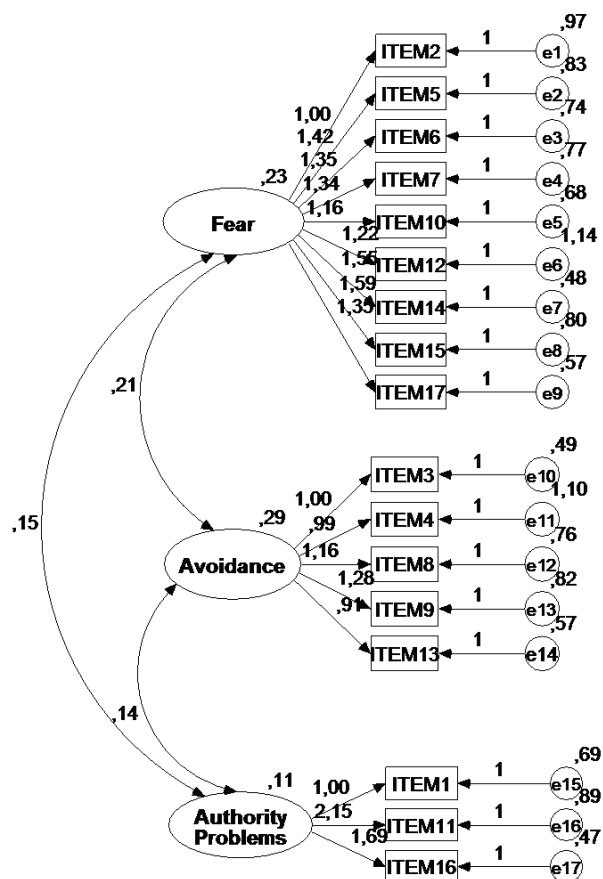 ,97
1
ITEM2
e1
,83
1
ITEM5
e2
,74
1,00
1
ITEM6
e3
1,42
,77
1,35
1
,23
1,34
ITEM7
e4
,68
1,16
1
Fear
ITEM10
e5
1,14
1,22
1
ITEM12
e6
1,55
,48
1,59
1
ITEM14
e7
1,35
,80
1
ITEM15
e8
,57
1
,21
ITEM17
e9
,49
1
ITEM3
e10
1,00
1,10
,29
,99
1
ITEM4
e11
,15
1,16
,76
1
Avoidance
ITEM8
e12
1,28
,82
,91
1
ITEM9
e13
,57
1
ITEM13
e14
,14
,69
,11
1
1,00
ITEM1
e15
,89
Authority
2,15
1
Problems
ITEM11
e16
1,69
,47
1
ITEM16
e17